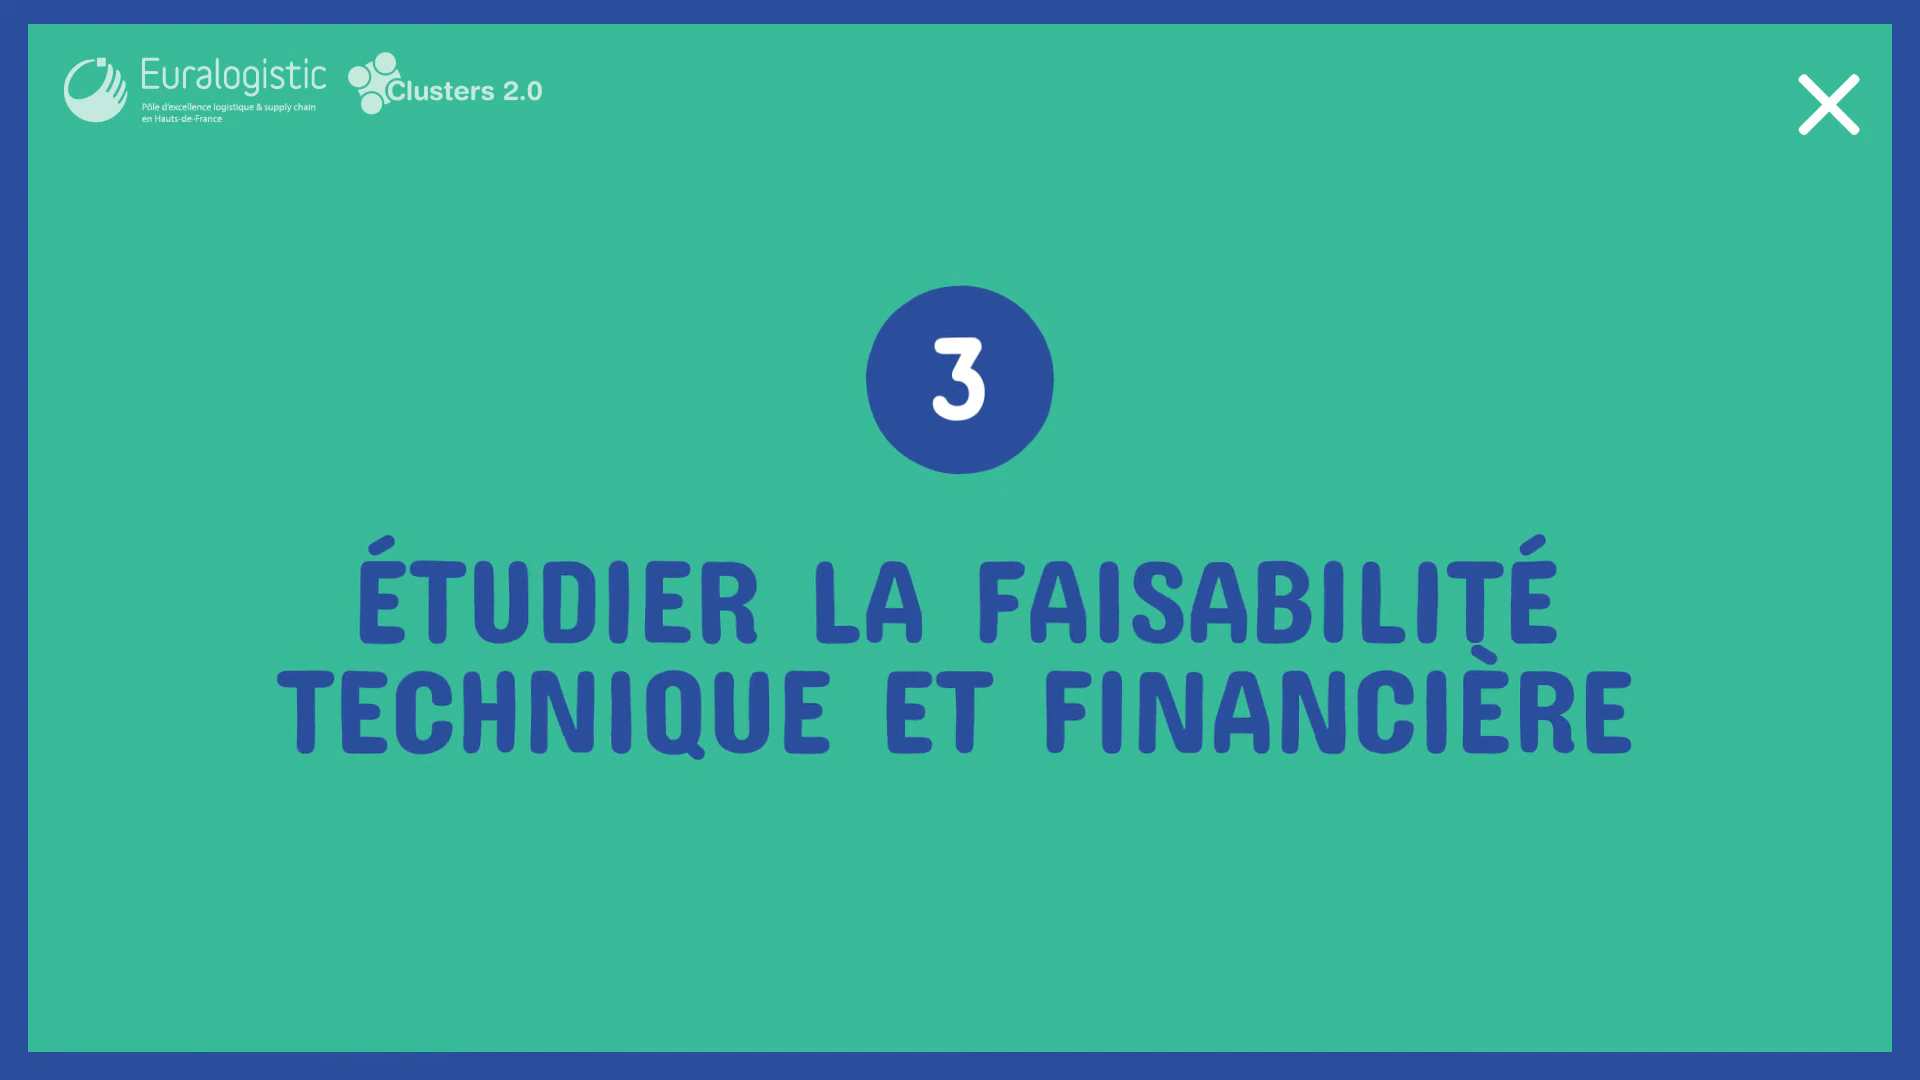 Euralogistic
Pôle d'excellence logistique & supply chain
en Hauts-de-France
Clusters 2.0
3
ÉTUDIER LA FAISABILITÉ
TECHNIQUE ET FINANCIÈRE